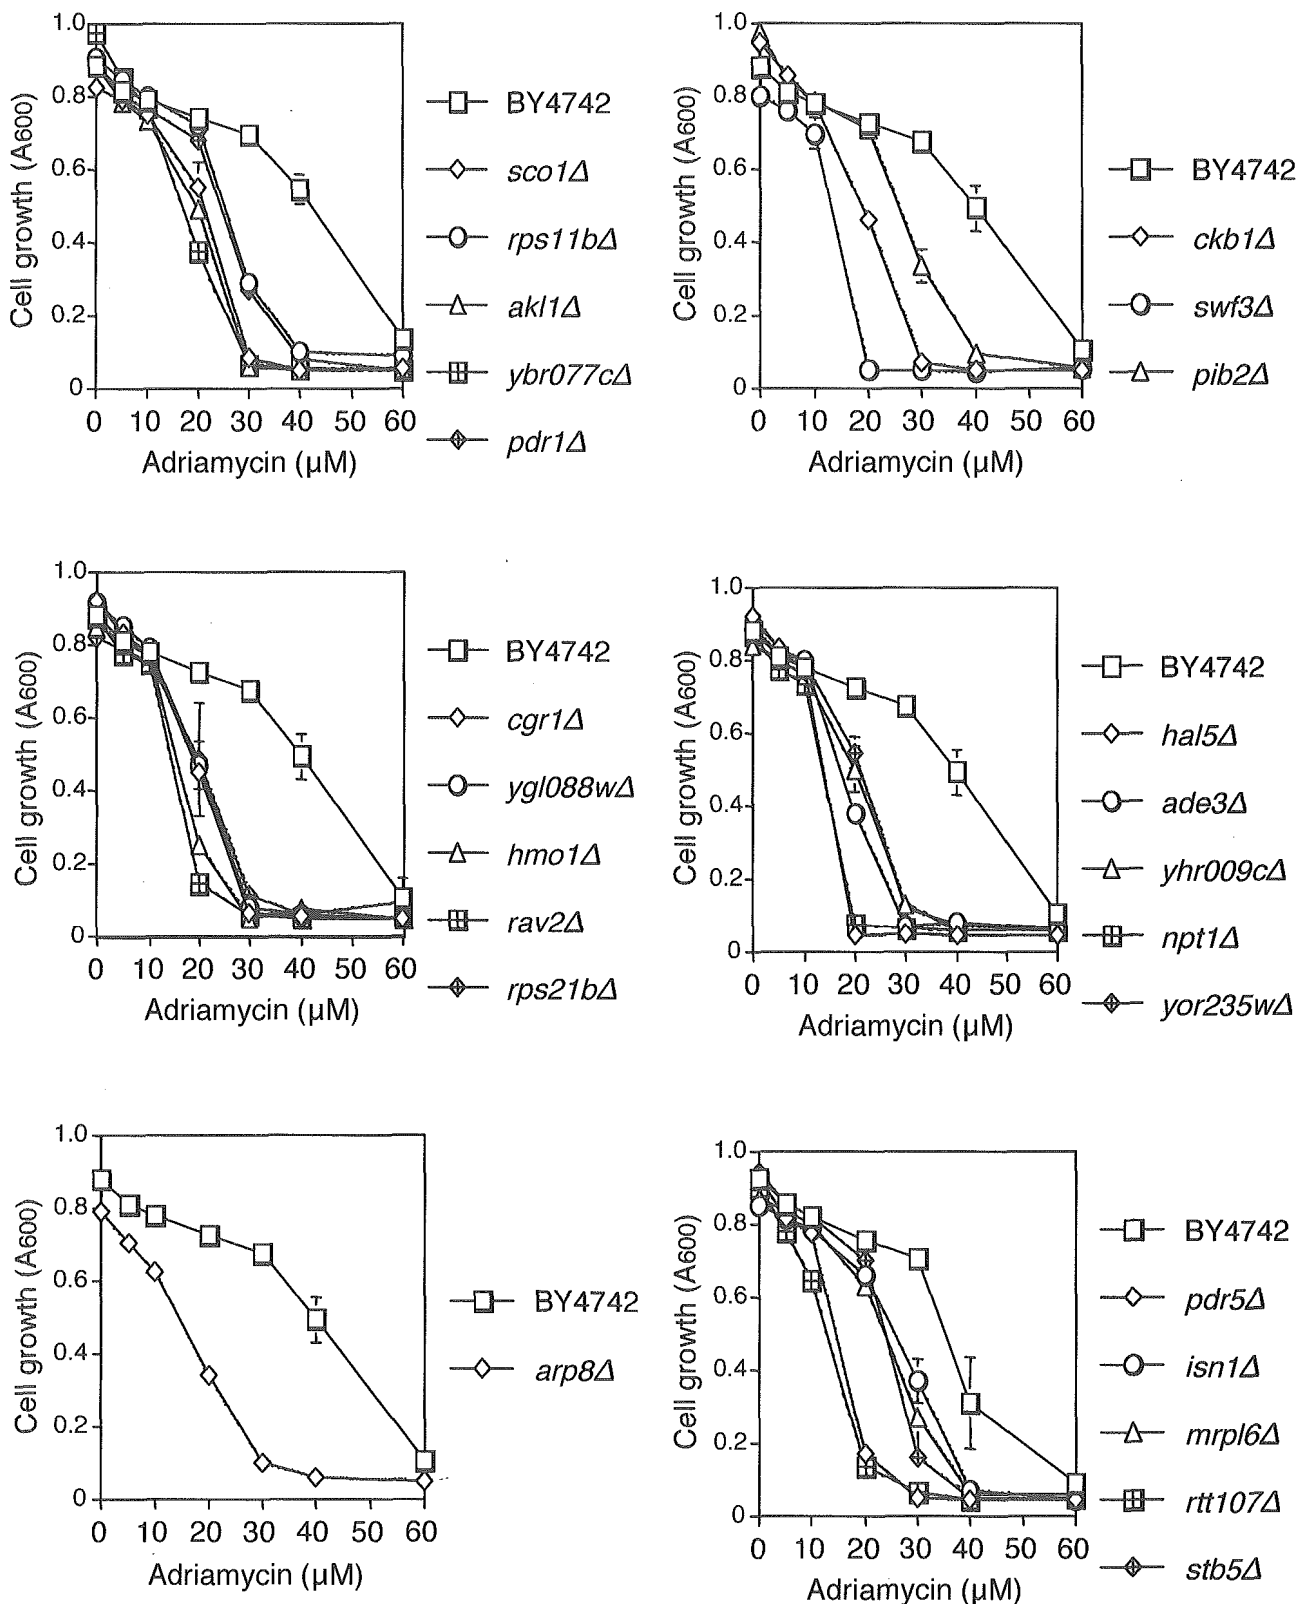 Cell growth (A600)
1.0
0.8
0.6
0.4
0.2
0
0 10 20 30 40 50 60
Adriamycin (µM)
BY4742
sco1Δ
rps11bΔ
akl1Δ
ybr077cΔ
pdr1Δ
Cell growth (A600)
1.0
0.8
0.6
0.4
0.2
0
0 10 20 30 40 50 60
Adriamycin (µM)
BY4742
ckb1Δ
swf3Δ
pib2Δ
Cell growth (A600)
1.0
0.8
0.6
0.4
0.2
0
0 10 20 30 40 50 60
Adriamycin (µM)
BY4742
cgr1Δ
ygl088wΔ
hmo1Δ
rav2Δ
rps21bΔ
Cell growth (A600)
1.0
0.8
0.6
0.4
0.2
0
0 10 20 30 40 50 60
Adriamycin (µM)
BY4742
hal5Δ
ade3Δ
yhr009cΔ
npt1Δ
yor235wΔ
Cell growth (A600)
1.0
0.8
0.6
0.4
0.2
0
0 10 20 30 40 50 60
Adriamycin (µM)
BY4742
arp8Δ
Cell growth (A600)
1.0
0.8
0.6
0.4
0.2
0
0 10 20 30 40 50 60
Adriamycin (µM)
BY4742
pdr5Δ
isn1Δ
mrpl6Δ
rtt107Δ
stb5Δ